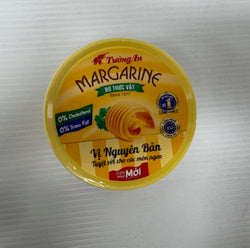 Tường An
MARGARINE
BƠ THỰC VẬT
Since 1977
0% Cholesterol
0% Trans Fat
Vị Nguyên Bản
Tuyệt vời cho các món ngon
Mới